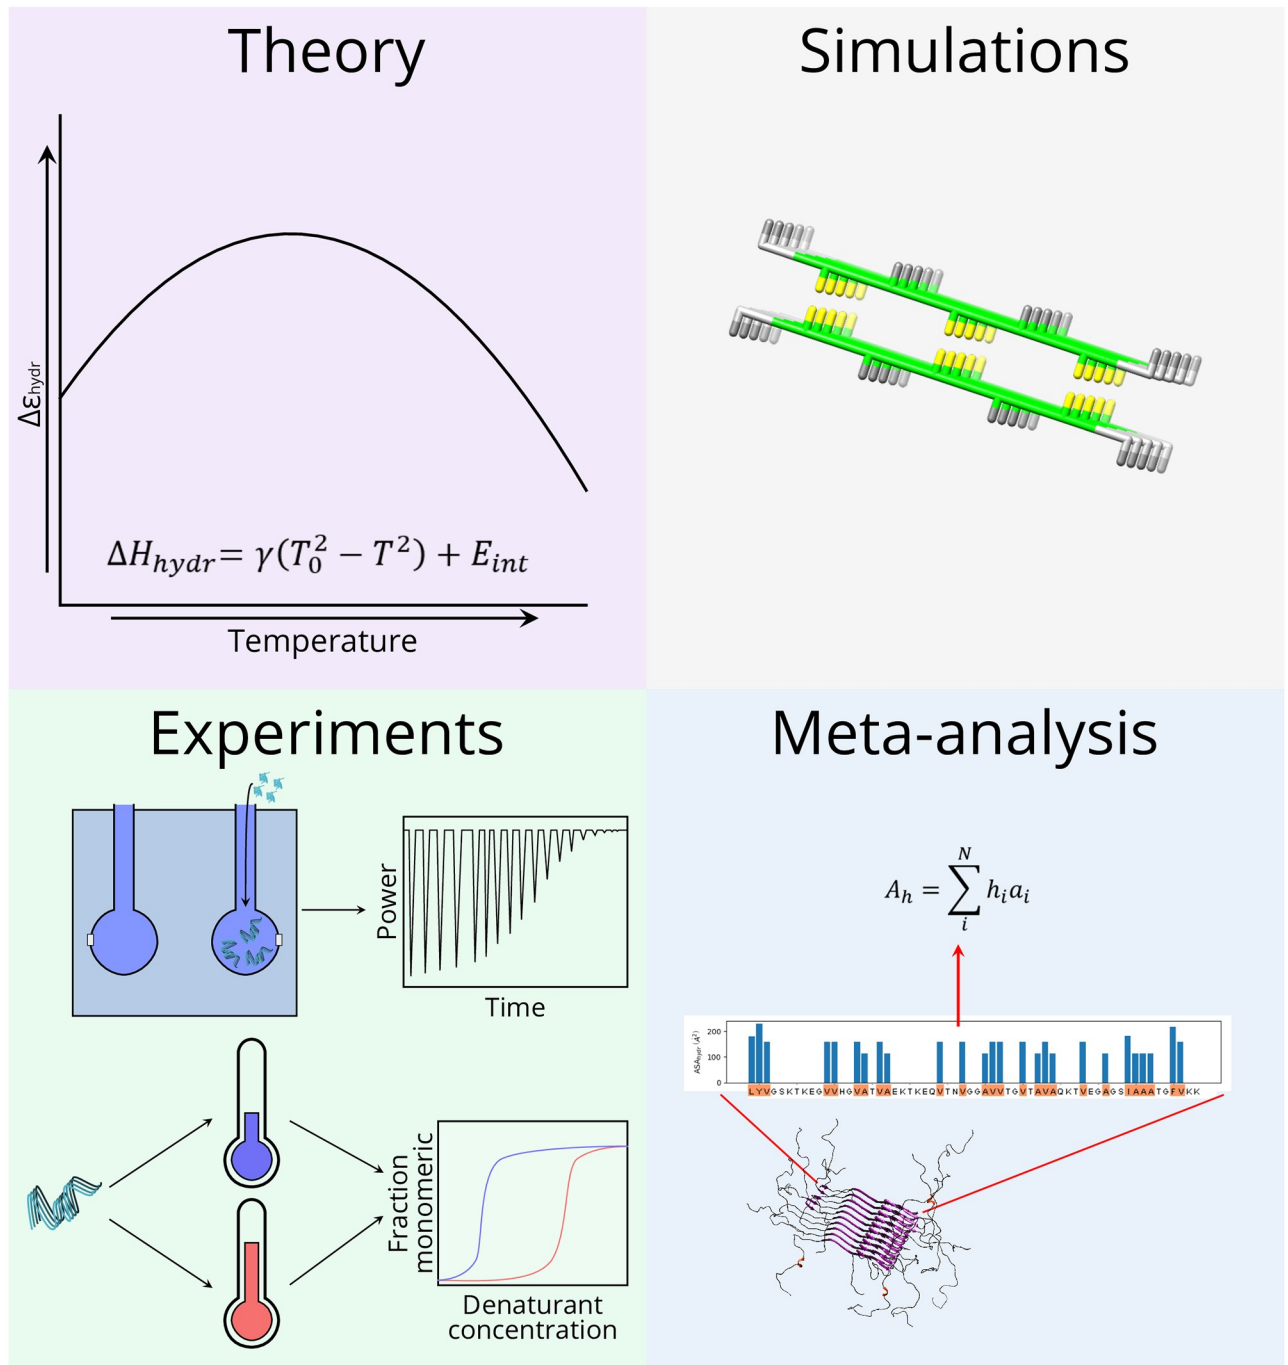 Theory
Δε_hydr
ΔH_hydr = γ(T_0^2 − T^2) + E_int
Temperature
Simulations
Experiments
Power
Time
Fraction
monomeric
Denaturant
concentration
Meta-analysis
A_h = ∑_i^N h_i a_i
ASA_hydr (Å^2)
200
100
0
LYVGSKTKEGVVHGVATVAEKTKEQVTNVGGAVVTGVTAVAQKTVEGAGSIAAATGFVKK